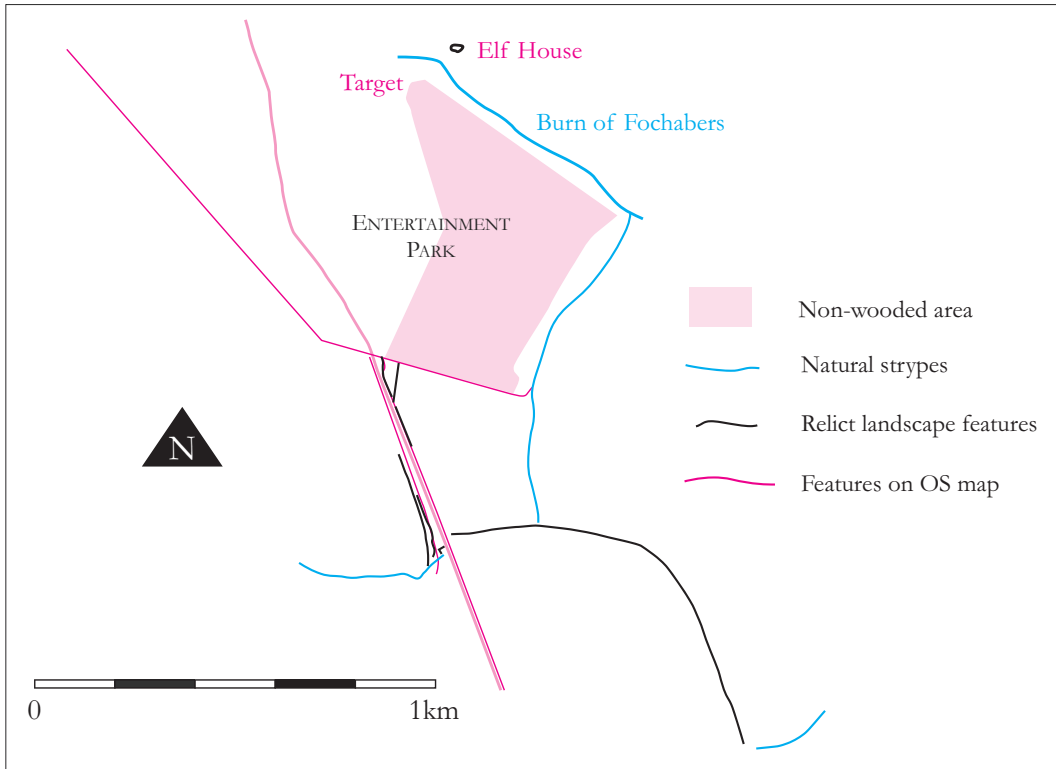 Elf House
Target
Burn of Fochabers
ENTERTAINMENT
PARK
Non-wooded area
Natural strypes
Relict landscape features
Features on OS map
N
0
1km